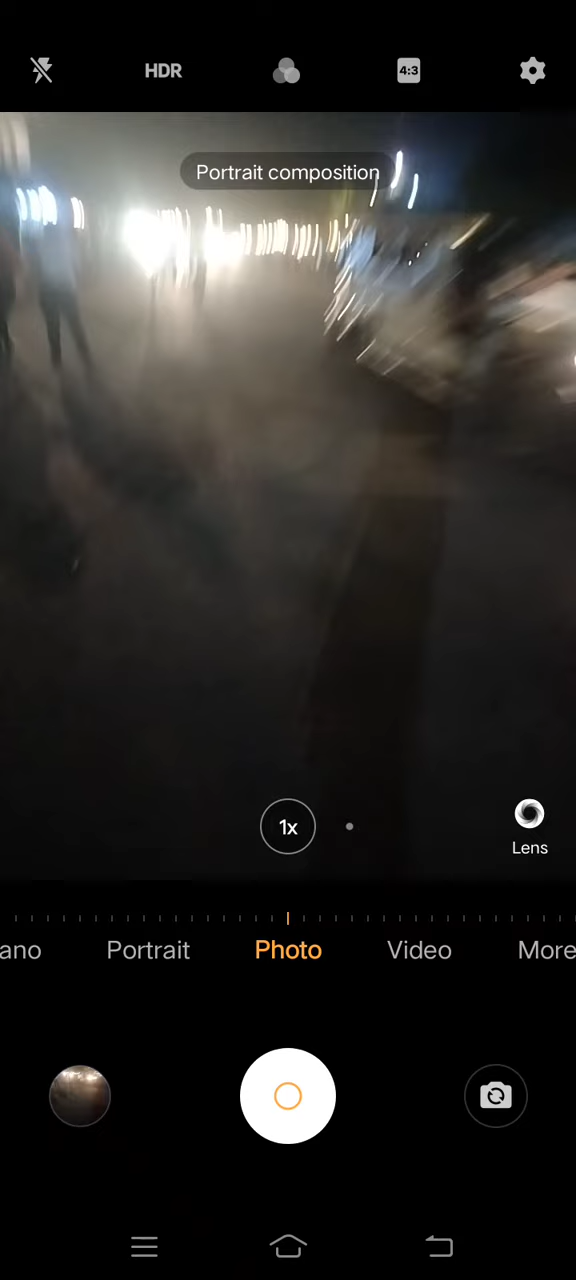 HDR
4:3
Portrait composition
1x
Lens
ano
Portrait
Photo
Video
More